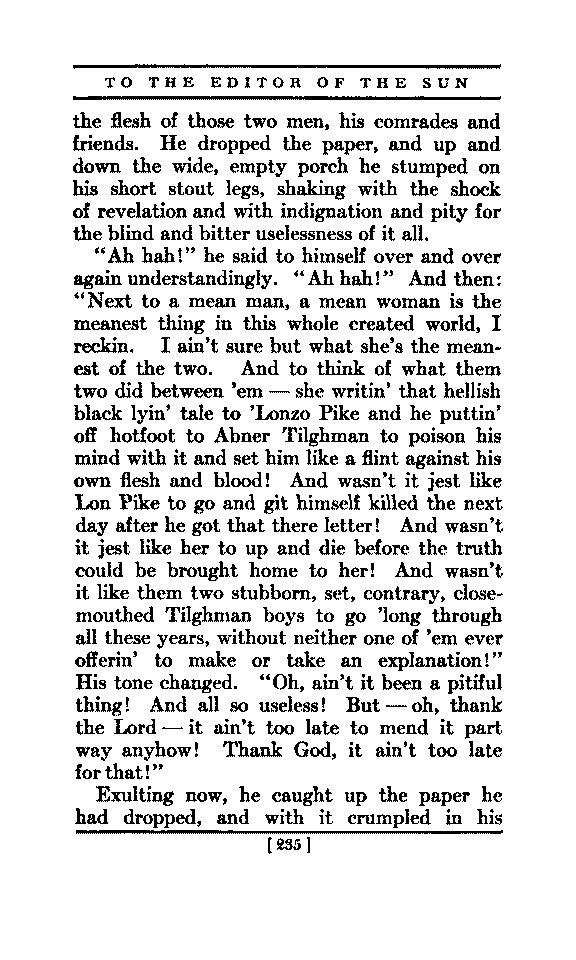 TO THE EDITOR OF THE SUN
the flesh of those two men, his comrades and
friends. He dropped the paper, and up and
down the wide, empty porch he stumped on
his short stout legs, shaking with the shock
of revelation and with indignation and pity for
the blind and bitter uselessness of it all.
"Ah hah!" he said to himself over and over
again understandingly. "Ah hah!" And then:
"Next to a mean man, a mean woman is the
meanest thing in this whole created world, I
reckin. I ain't sure but what she's the mean-
est of the two. And to think of what them
two did between 'em — she writin' that hellish
black lyin' tale to 'Lonzo Pike and he puttin'
off hotfoot to Abner Tilghman to poison his
mind with it and set him like a flint against his
own flesh and blood! And wasn't it jest like
Lon Pike to go and git himself killed the next
day after he got that there letter! And wasn't
it jest like her to up and die before the truth
could be brought home to her! And wasn't
it like them two stubborn, set, contrary, close-
mouthed Tilghman boys to go 'long through
all these years, without neither one of 'em ever
offerin' to make or take an explanation!"
His tone changed. "Oh, ain't it been a pitiful
thing! And all so useless! But — oh, thank
the Lord — it ain't too late to mend it part
way anyhow! Thank God, it ain't too late
for that!"
Exulting now, he caught up the paper he
had dropped, and with it crumpled in his
[ 235 ]